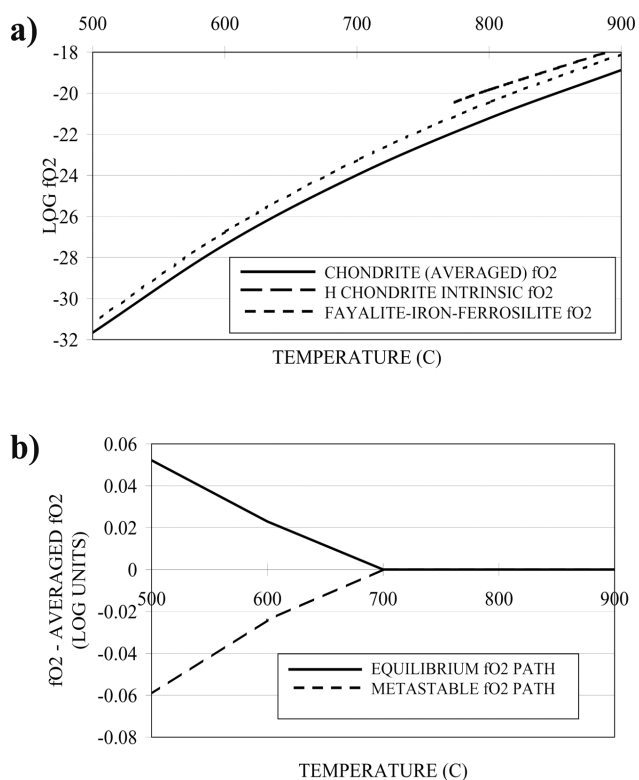 a)
500 600 700 800 900
-18
-20
-22
-24
-26
-28
-30
-32
LOG fO2
CHONDRITE (AVERAGED) fO2
H CHONDRITE INTRINSIC fO2
FAYALITE-IRON-FERROSILITE fO2
TEMPERATURE (C)
b)
0.06
0.04
0.02
0
-0.02
-0.04
-0.06
-0.08
fO2 - AVERAGED fO2
(LOG UNITS)
500 600 700 800 900
EQUILIBRIUM fO2 PATH
METASTABLE fO2 PATH
TEMPERATURE (C)